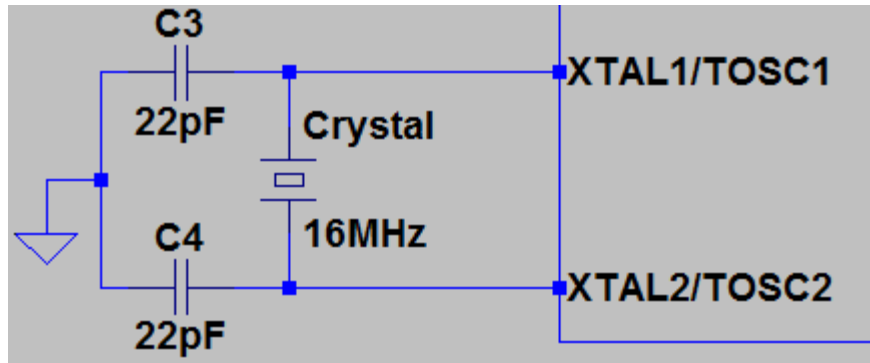 C3
22pF
XTAL1/TOSC1
Crystal
16MHz
C4
22pF
XTAL2/TOSC2